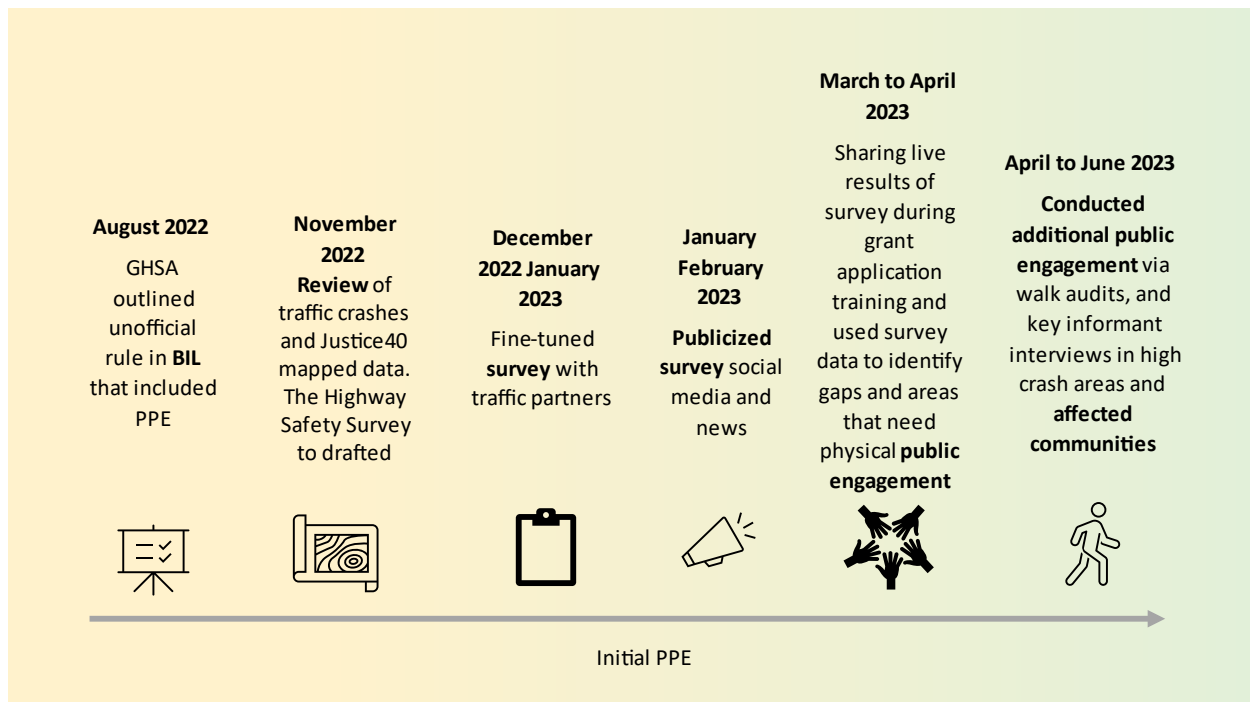 August 2022
GHSA
outlined
unofficial
rule in BIL
that included
PPE
November
2022
Review of
traffic crashes
and Justice40
mapped data.
The Highway
Safety Survey
to drafted
December
2022 January
2023
Fine-tuned
survey with
traffic partners
January
February
2023
Publicized
survey social
media and
news
March to April
2023
Sharing live
results of
survey during
grant
application
training and
used survey
data to identify
gaps and areas
that need
physical public
engagement
April to June 2023
Conducted
additional public
engagement via
walk audits, and
key informant
interviews in high
crash areas and
affected
communities
Initial PPE